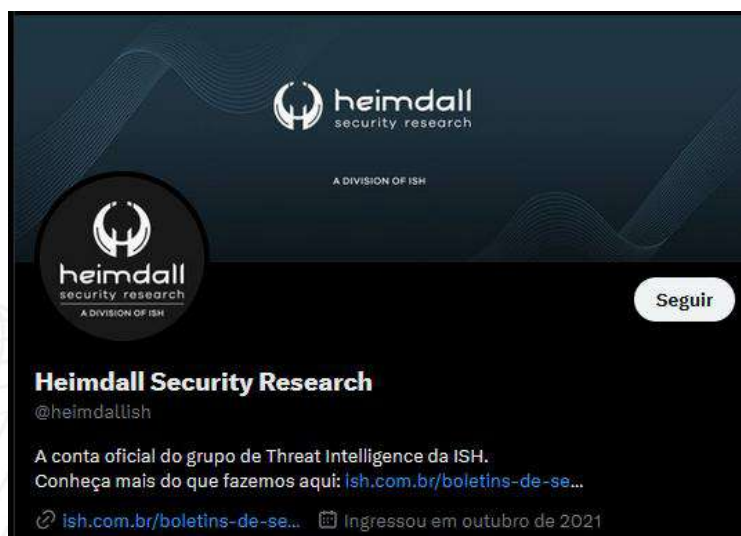 heimdall
security research
A DIVISION OF ISH
heimdall
security research
A DIVISION OF ISH
Seguir
Heimdall Security Research
@heimdallish
A conta oficial do grupo de Threat Intelligence da ISH.
Conheça mais do que fazemos aqui: ish.com.br/boletins-de-se...
ish.com.br/boletins-de-se... Ingressou em outubro de 2021